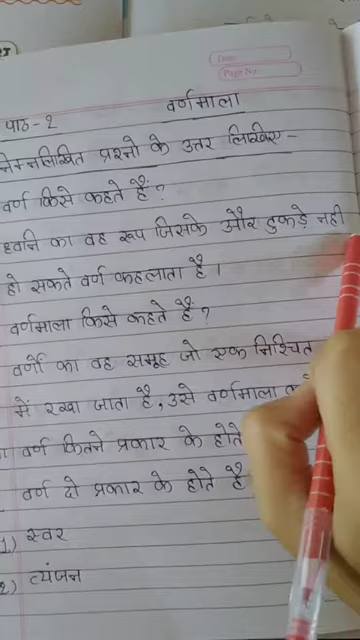 Date
Page No
वर्णमाला
पाठ-2
निम्नलिखित प्रश्नो के उत्तर लिखिए-
वर्ण किसे कहते है?
ध्वनि का वह रूप जिसके और टुकड़े नही
हो सकते वर्ण कहलाता है।
वर्णमाला किसे कहते है?
वर्णो का वह समूह जो एक निश्चित
में रखा जाता है, उसे वर्णमाला
वर्ण कितने प्रकार के होते
वर्ण दो प्रकार के होते है
1) स्वर
2) व्यंजन